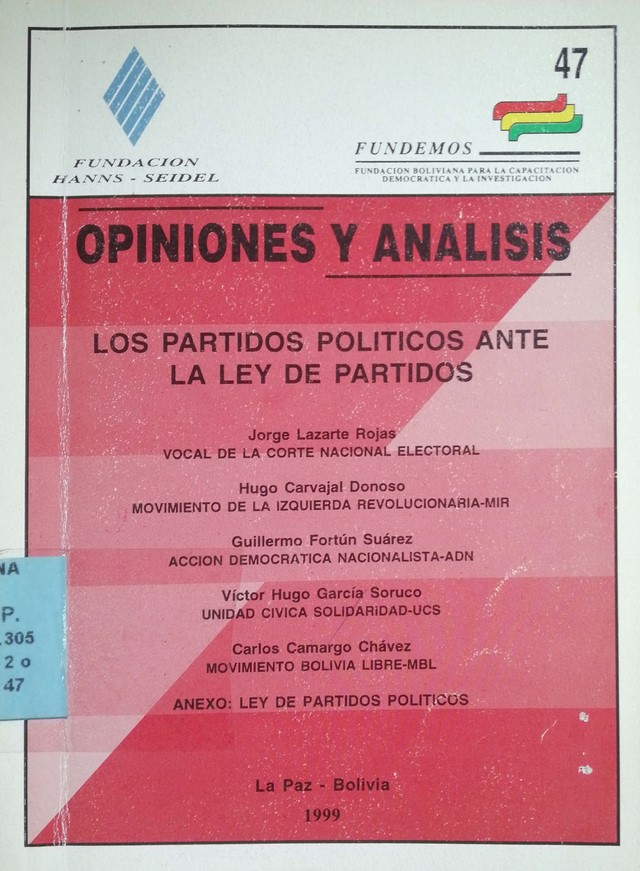 47
FUNDACION
HANNS - SEIDEL
FUNDEMOS
FUNDACION BOLIVIANA PARA LA CAPACITACION
DEMOCRATICA Y LA INVESTIGACION
OPINIONES Y ANALISIS
LOS PARTIDOS POLITICOS ANTE
LA LEY DE PARTIDOS
Jorge Lazarte Rojas
VOCAL DE LA CORTE NACIONAL ELECTORAL
Hugo Carvajal Donoso
MOVIMIENTO DE LA IZQUIERDA REVOLUCIONARIA-MIR
Guillermo Fortún Suárez
ACCION DEMOCRATICA NACIONALISTA-ADN
Víctor Hugo García Soruco
UNIDAD CIVICA SOLIDARiDAD-UCS
Carlos Camargo Chávez
MOVIMIENTO BOLIVIA LIBRE-MBL
ANEXO: LEY DE PARTIDOS POLITICOS
La Paz - Bolivia
1999
NA
P.
.305
2 o
47